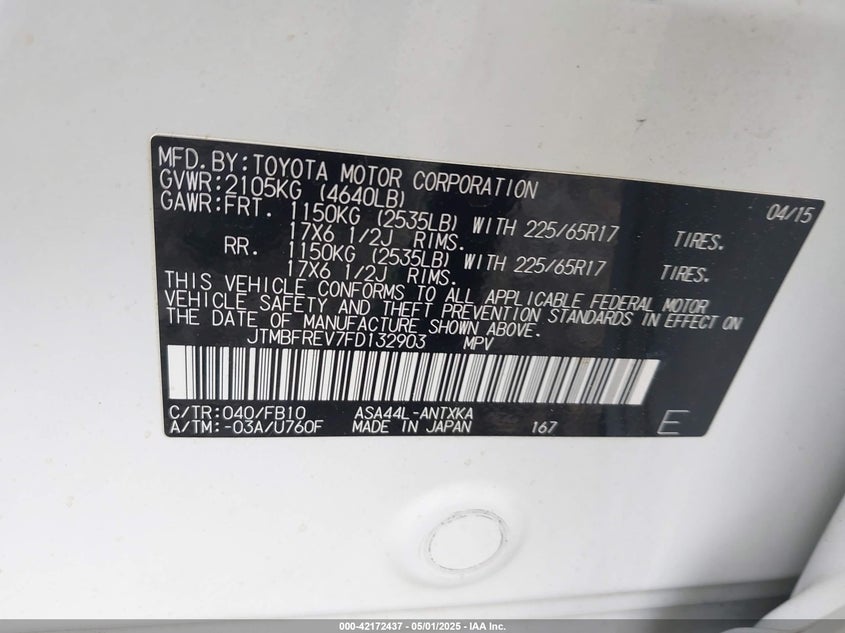 MFD. BY: TOYOTA MOTOR CORPORATION 04/15
GVWR: 2105KG (4640LB)
GAWR: FRT. 1150KG (2535LB) WITH 225/65R17 TIRES.
17X6 1/2J RIMS.
RR. 1150KG (2535LB) WITH 225/65R17 TIRES.
17X6 1/2J RIMS.
THIS VEHICLE CONFORMS TO ALL APPLICABLE FEDERAL MOTOR
VEHICLE SAFETY AND THEFT PREVENTION STANDARDS IN EFFECT ON
THE DATE OF MANUFACTURE SHOWN ABOVE.
JTMBFREV7FD132903 MPV
C/TR: 040/FB10 ASA44L-ANTXKA
A/TM: -03A/U760F MADE IN JAPAN 167 E
000-42172437 - 05/01/2025 - IAA Inc.